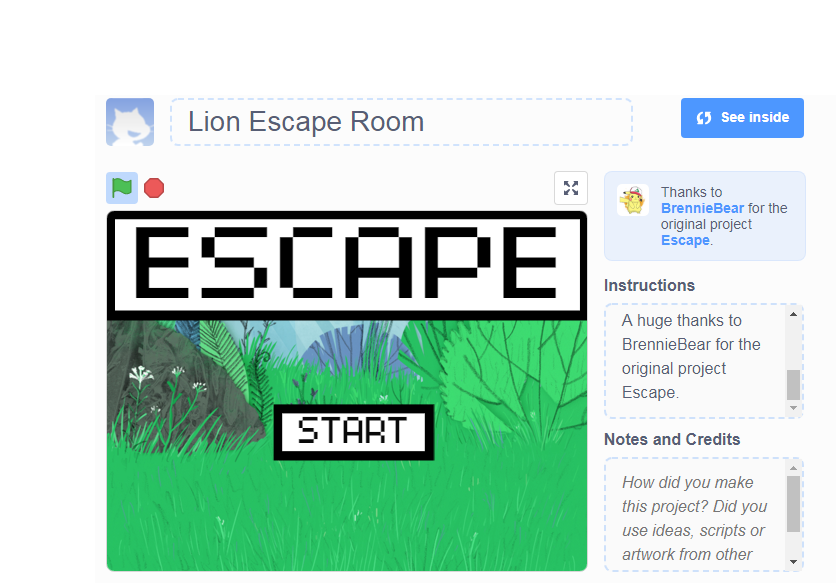 Lion Escape Room
See inside
Thanks to
BrennieBear for the
original project
Escape.
ESCAPE
START
Instructions
A huge thanks to
BrennieBear for the
original project
Escape.
Notes and Credits
How did you make
this project? Did you
use ideas, scripts or
artwork from other